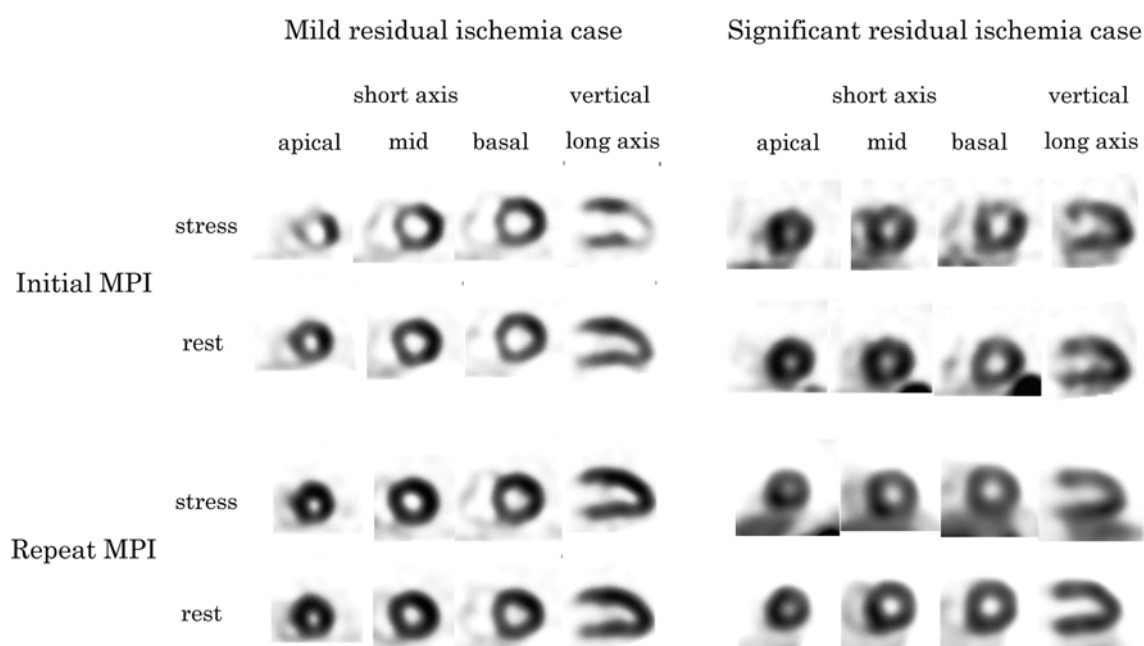 Mild residual ischemia case Significant residual ischemia case
short axis vertical short axis vertical
apical mid basal long axis apical mid basal long axis
stress
Initial MPI
rest
stress
Repeat MPI
rest